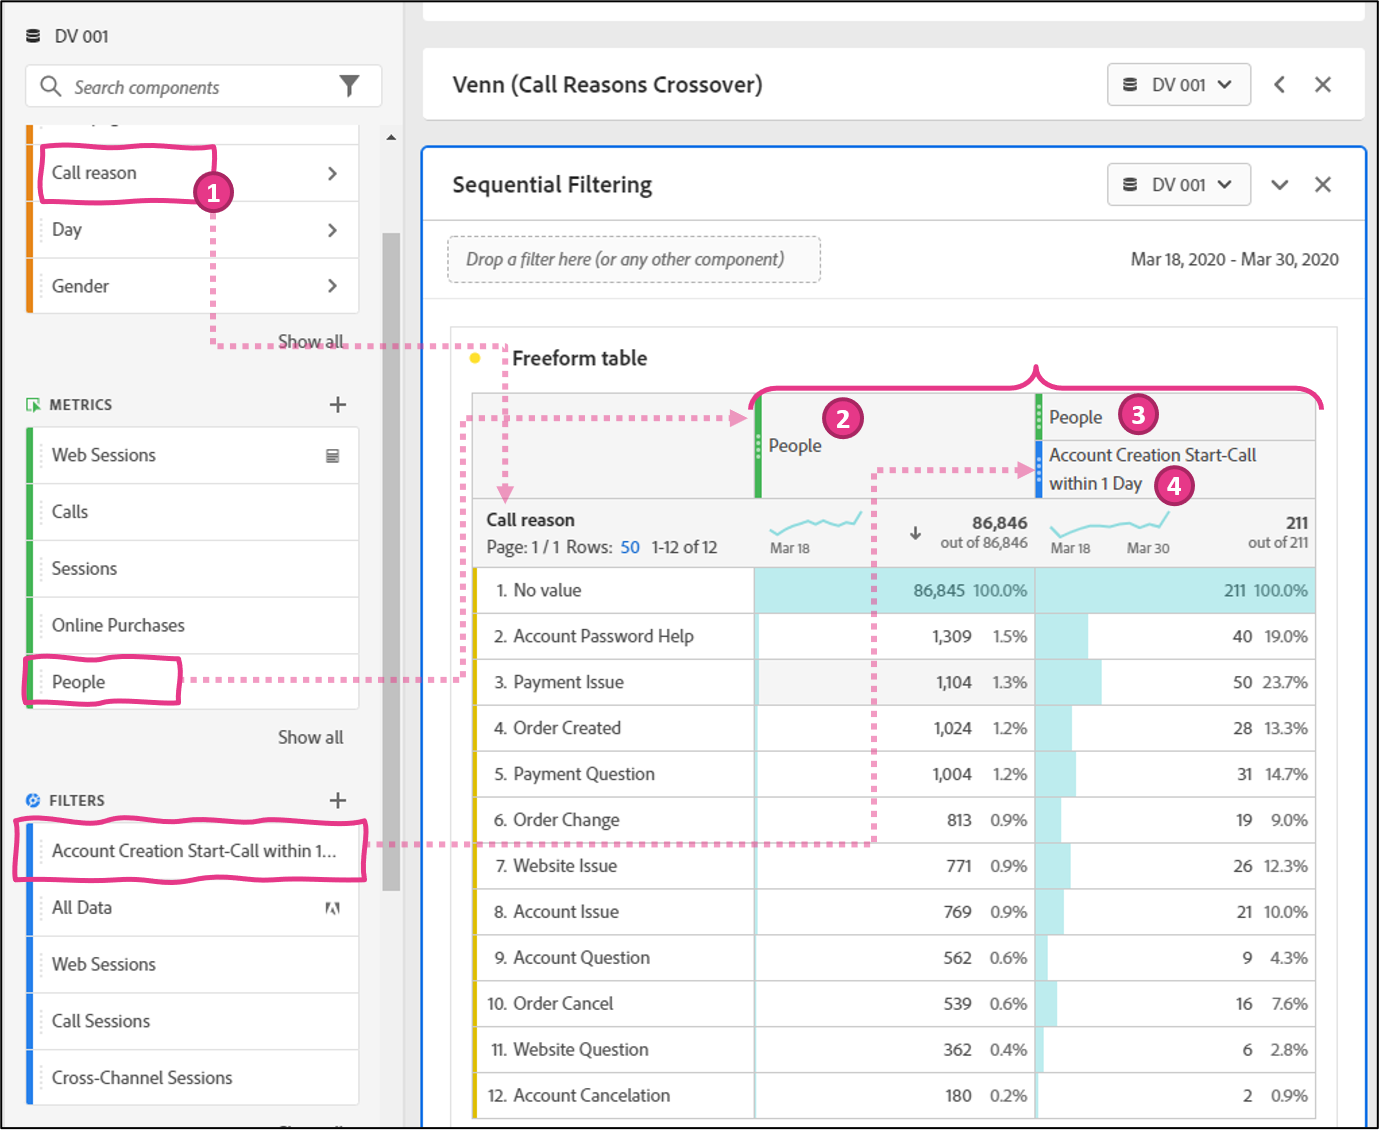 DV 001
Search components
Call reason
1
Day
Gender
Show all
METRICS
Web Sessions
Calls
Sessions
Online Purchases
People
Show all
FILTERS
Account Creation Start-Call within 1...
All Data
Web Sessions
Call Sessions
Cross-Channel Sessions
Venn (Call Reasons Crossover)
DV 001
Sequential Filtering
DV 001
Drop a filter here (or any other component)
Mar 18, 2020 - Mar 30, 2020
Freeform table
People 2
People 3
Account Creation Start-Call
within 1 Day 4
Call reason
Page: 1 / 1 Rows: 50 1-12 of 12
Mar 18
86,846
out of 86,846
Mar 18 Mar 30
211
out of 211
1. No value 86,845 100.0% 211 100.0%
2. Account Password Help 1,309 1.5% 40 19.0%
3. Payment Issue 1,104 1.3% 50 23.7%
4. Order Created 1,024 1.2% 28 13.3%
5. Payment Question 1,004 1.2% 31 14.7%
6. Order Change 813 0.9% 19 9.0%
7. Website Issue 771 0.9% 26 12.3%
8. Account Issue 769 0.9% 21 10.0%
9. Account Question 562 0.6% 9 4.3%
10. Order Cancel 539 0.6% 16 7.6%
11. Website Question 362 0.4% 6 2.8%
12. Account Cancelation 180 0.2% 2 0.9%